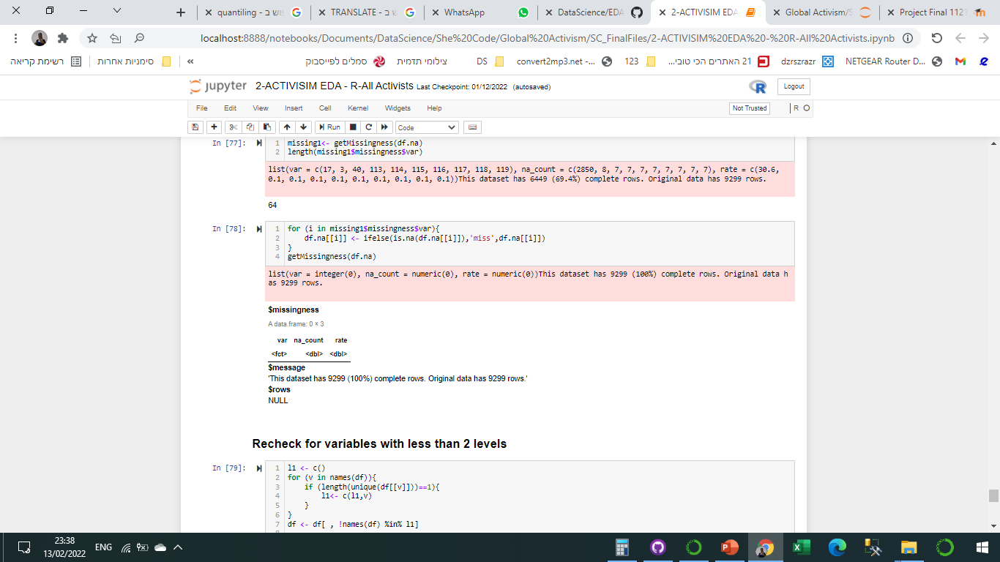 quantiling - ש ב
TRANSLATE - ש ב
WhatsApp
DataScience/EDA
2-ACTIVISIM EDA
Global Activism/S
Project Final 112
localhost:8888/notebooks/Documents/DataScience/She%20Code/Global%20Activism/SC_FinalFiles/2-ACTIVISIM%20EDA%20-%20R-All%20Activists.ipynb
רשימת קריאה
סימניות אחרות
«
סמלים לפייסבוק
צילומי תדמית
DS
convert2mp3.net -...
123
21 האתרים הכי טובי...
dzrszrazr
NETGEAR Router D...
jupyter 2-ACTIVISIM EDA - R-All Activists Last Checkpoint: 01/12/2022 (autosaved)
Logout
File Edit View Insert Cell Kernel Widgets Help
Not Trusted
R
Run
Code
In [77]:
1 missing1<- getMissingness(df.na)
2 length(missing1$missingness$var)
list(var = c(17, 3, 40, 113, 114, 115, 116, 117, 118, 119), na_count = c(2850, 8, 7, 7, 7, 7, 7, 7, 7, 7), rate = c(30.6,
0.1, 0.1, 0.1, 0.1, 0.1, 0.1, 0.1, 0.1, 0.1))This dataset has 6449 (69.4%) complete rows. Original data has 9299 rows.
64
In [78]:
1 for (i in missing1$missingness$var){
2 df.na[[i]] <- ifelse(is.na(df.na[[i]]),'miss',df.na[[i]])
3 }
4 getMissingness(df.na)
list(var = integer(0), na_count = numeric(0), rate = numeric(0))This dataset has 9299 (100%) complete rows. Original data h
as 9299 rows.
$missingness
A data.frame: 0 × 3
var na_count rate
<fct> <dbl> <dbl>
$message
'This dataset has 9299 (100%) complete rows. Original data has 9299 rows.'
$rows
NULL
Recheck for variables with less than 2 levels
In [79]:
1 l1 <- c()
2 for (v in names(df)){
3 if (length(unique(df[[v]]))==1){
4 l1<- c(l1,v)
5 }
6 }
7 df <- df[ , !names(df) %in% l1]
23:38
13/02/2022
ENG